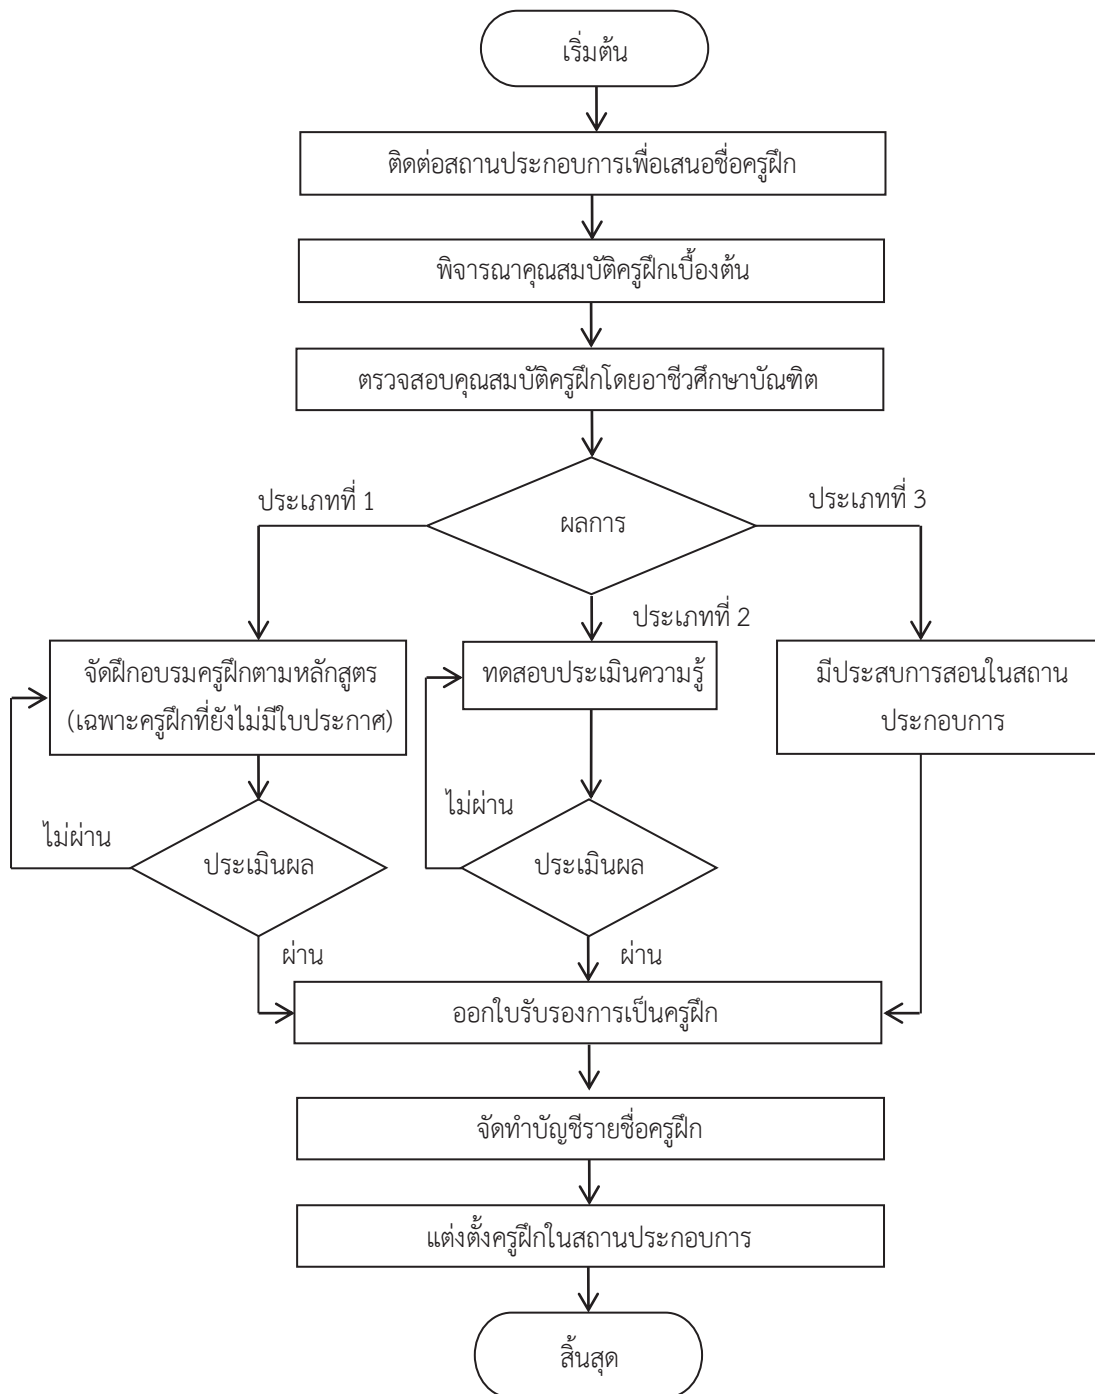 เริ่มต้น
ติดต่อสถานประกอบการเพื่อเสนอชื่อครูฝึก
พิจารณาคุณสมบัติครูฝึกเบื้องต้น
ตรวจสอบคุณสมบัติครูฝึกโดยอาชีวศึกษาบัณฑิต
ประเภทที่ 1
ผลการ
ประเภทที่ 3
ประเภทที่ 2
จัดฝึกอบรมครูฝึกตามหลักสูตร
(เฉพาะครูฝึกที่ยังไม่มีใบประกาศ)
ทดสอบประเมินความรู้
มีประสบการสอนในสถาน
ประกอบการ
ไม่ผ่าน
ประเมินผล
ไม่ผ่าน
ประเมินผล
ผ่าน
ผ่าน
ออกใบรับรองการเป็นครูฝึก
จัดทำบัญชีรายชื่อครูฝึก
แต่งตั้งครูฝึกในสถานประกอบการ
สิ้นสุด